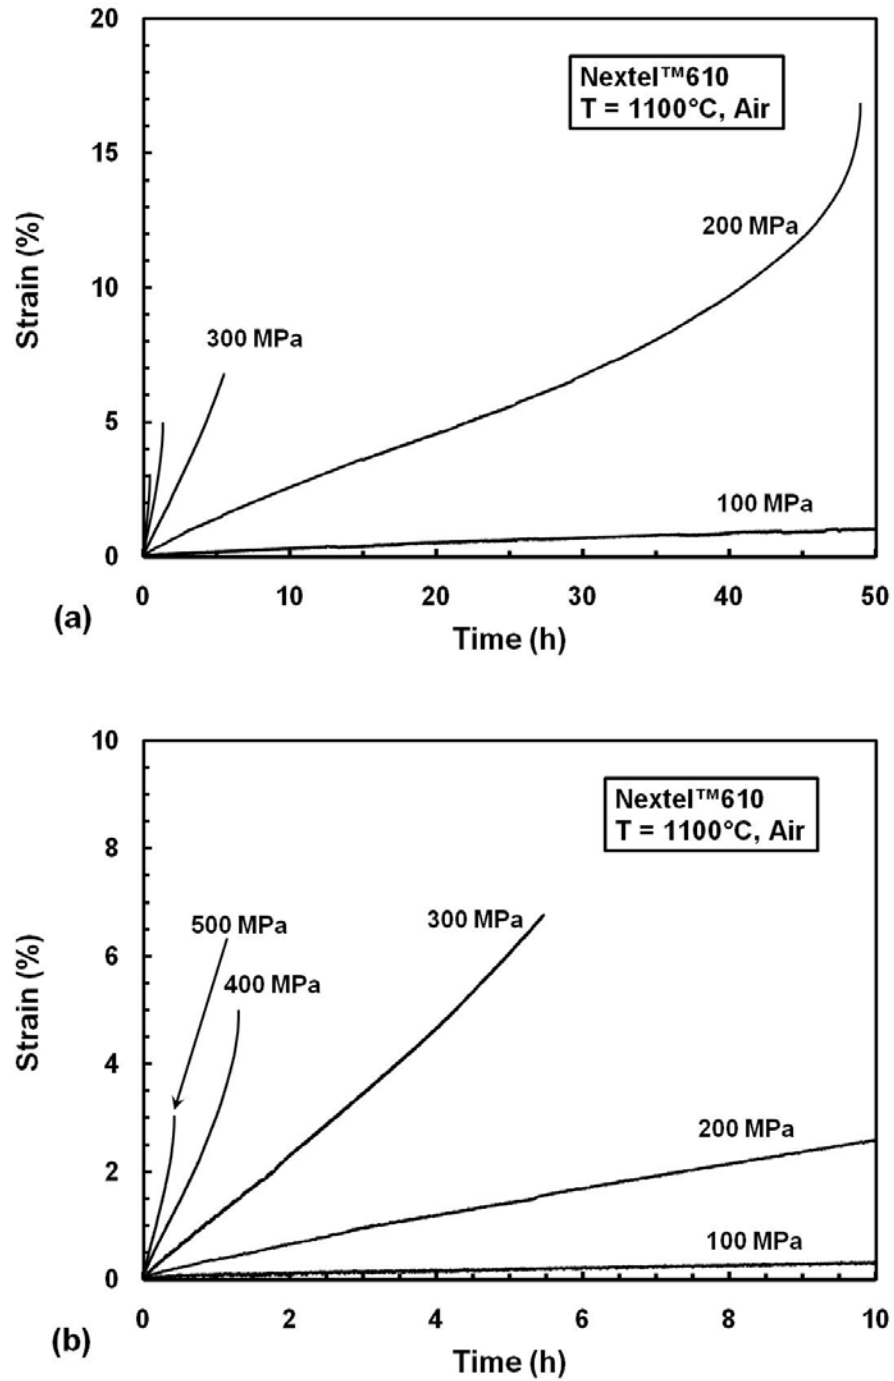 20
Nextel™610
T = 1100°C, Air
15
Strain (%)
200 MPa
10
300 MPa
5
100 MPa
0
0 10 20 30 40 50
(a)
Time (h)
10
Nextel™610
T = 1100°C, Air
8
500 MPa
300 MPa
6
400 MPa
Strain (%)
4
200 MPa
2
100 MPa
0
0 2 4 6 8 10
(b)
Time (h)